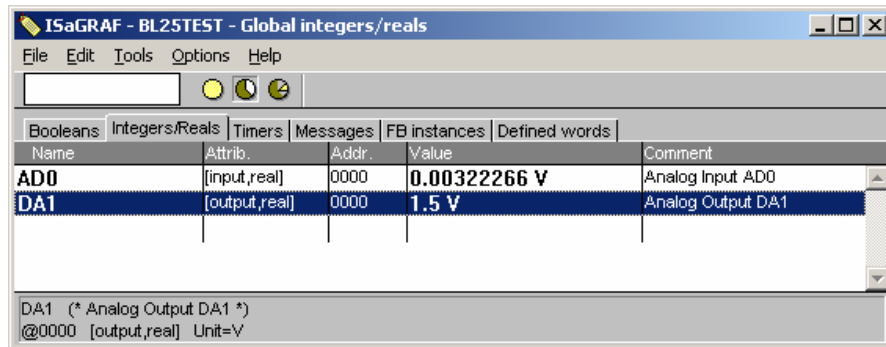 ISaGRAF - BL25TEST - Global integers/reals
File Edit Tools Options Help
Booleans Integers/Reals Timers Messages FB instances Defined words
Name Attrib. Addr. Value Comment
AD0 [input,real] 0000 0.00322266 V Analog Input AD0
DA1 [output,real] 0000 1.5 V Analog Output DA1
DA1 (* Analog Output DA1 *)
@0000 [output,real] Unit=V